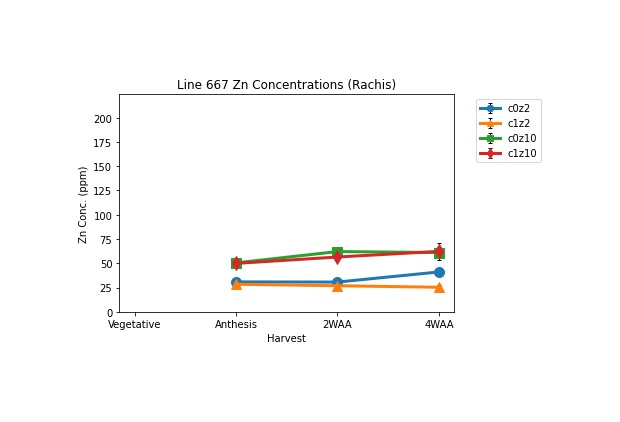 Line 667 Zn Concentrations (Rachis)
c0z2
c1z2
c0z10
c1z10
Zn Conc. (ppm)
200
175
150
125
100
75
50
25
0
Vegetative Anthesis 2WAA 4WAA
Harvest